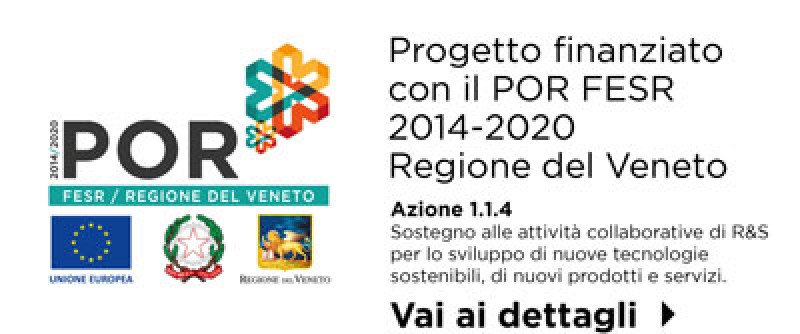 2014/2020
POR
FESR / REGIONE DEL VENETO
UNIONE EUROPEA
REGIONE DEL VENETO
Progetto finanziato
con il POR FESR
2014-2020
Regione del Veneto
Azione 1.1.4
Sostegno alle attività collaborative di R&S
per lo sviluppo di nuove tecnologie
sostenibili, di nuovi prodotti e servizi.
Vai ai dettagli